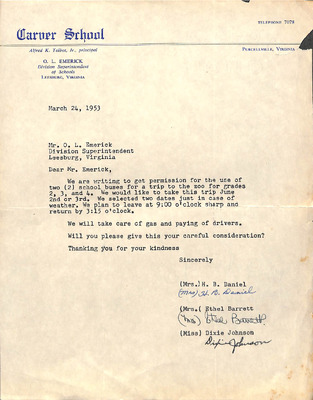 TELEPHONE 7078
Carver School
Alfred K. Talbot, Jr., principal
PURCELLVILLE, VIRGINIA
O. L. EMERICK
Division Superintendent
of Schools
LEESBURG, VIRGINIA
March 24, 1953
Mr. O. L. Emerick
Division Superintendent
Leesburg, Virginia
Dear Mr. Emerick,
We are writing to get permission for the use of
two (2) school buses for a trip to the zoo for grades
2, 3, and 4. We would like to take this trip June
2nd or 3rd. We selected two dates just in case of
weather. We plan to leave at 9:00 o'clock sharp and
return by 3:15 o'clock.
We will take care of gas and paying of drivers.
Will you please give this your careful consideration?
Thanking you for your kindness
Sincerely
(Mrs.) H. B. Daniel
(Mrs) H. B. Daniel
(Mrs.( Ethel Barrett
(Mrs) Ethel Barrett
(Miss) Dixie Johnson
Dixie Johnson